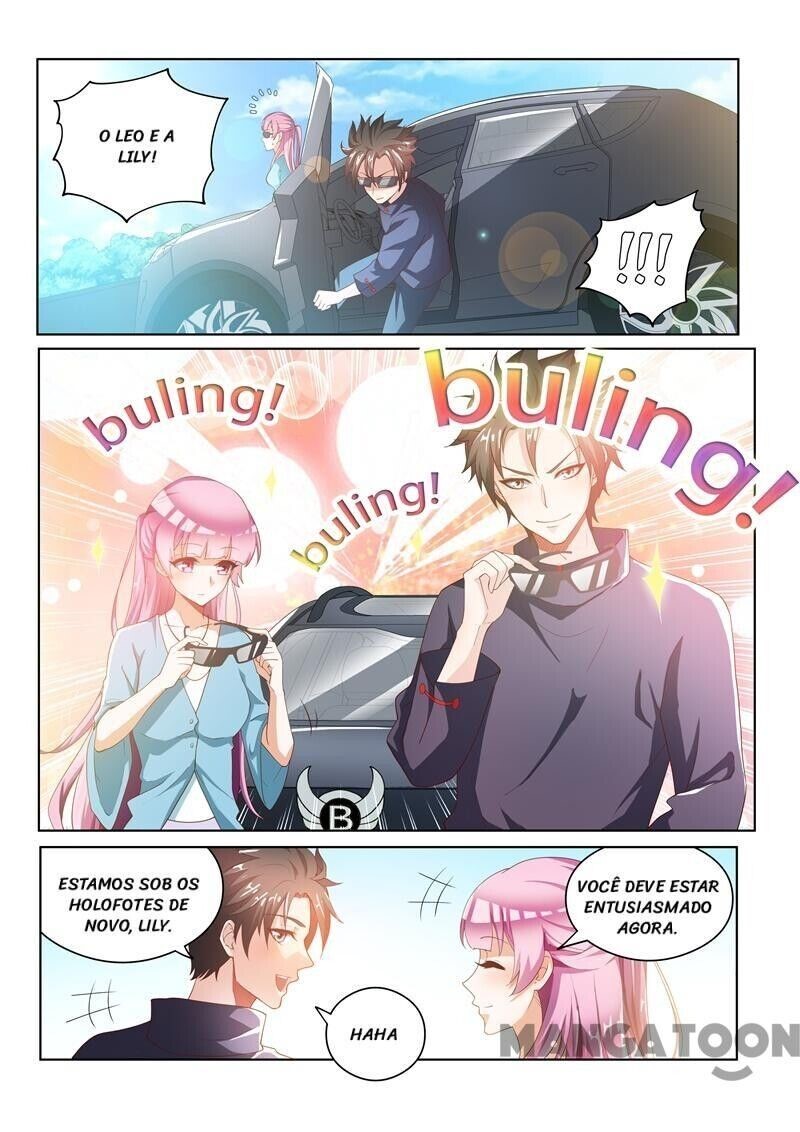 O LEO E A
LILY!
!!!
buling!
buling!
buling!
B
ESTAMOS SOB OS
HOLOFOTES DE
NOVO, LILY.
VOCÊ DEVE ESTAR
ENTUSIASMADO
AGORA.
HAHA
MANGATOON